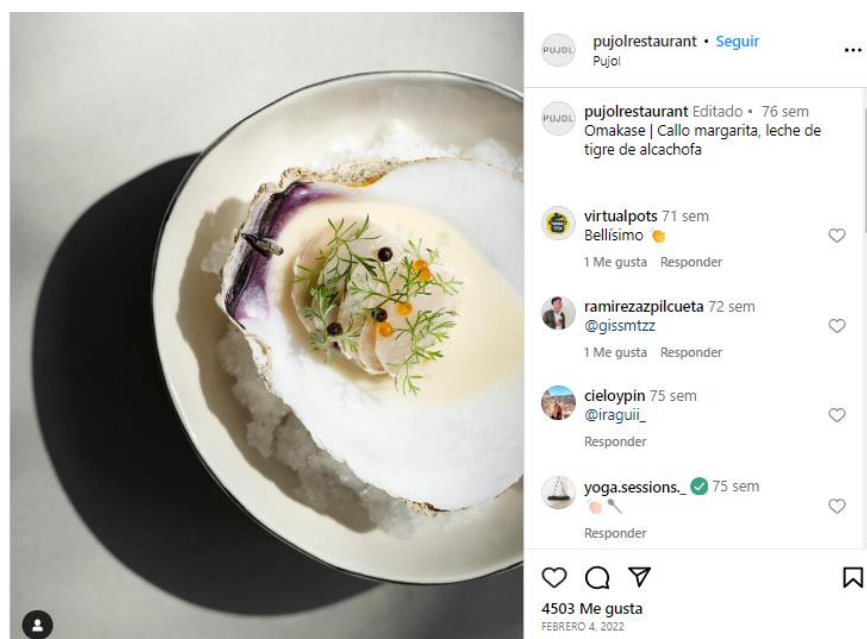 PUJOL
pujolrestaurant • Seguir
Pujol
PUJOL
pujolrestaurant Editado • 76 sem
Omakase | Callo margarita, leche de
tigre de alcachofa
virtualpots 71 sem
Bellísimo 👏
1 Me gusta Responder
ramirezazpilcueta 72 sem
@gissmtzz
1 Me gusta Responder
cieloypin 75 sem
@iraguii_
Responder
yoga.sessions._ 75 sem
👏🏻🥄
Responder
4503 Me gusta
FEBRERO 4, 2022